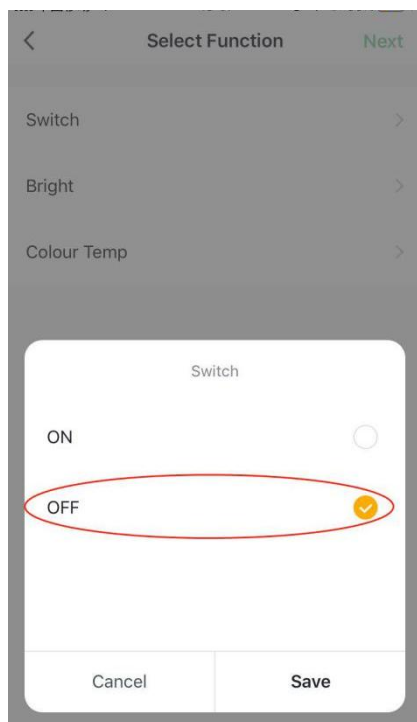 Select Function Next
Switch
Bright
Colour Temp
Switch
ON
OFF
Cancel Save